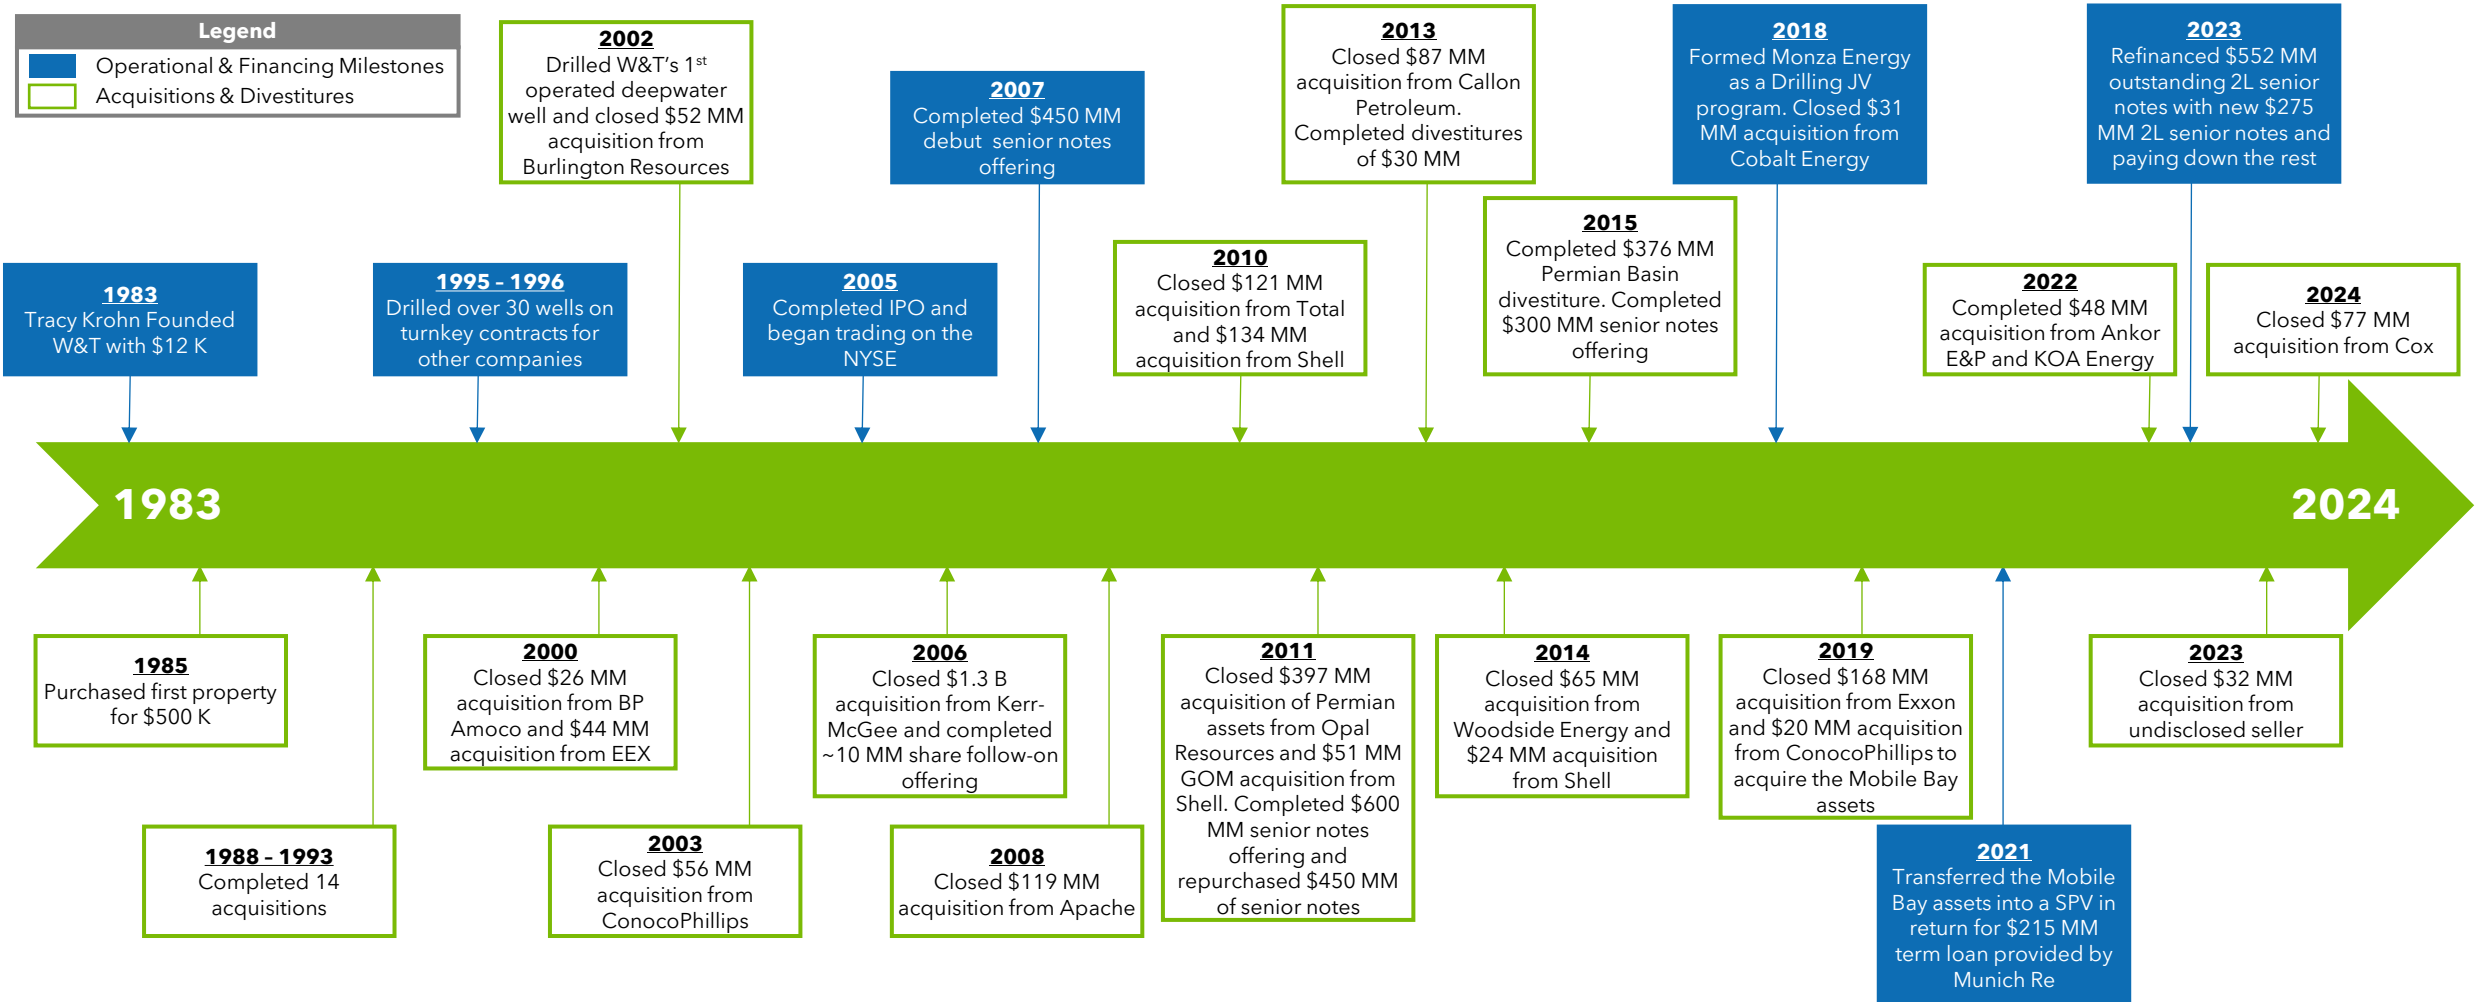 Legend
Operational & Financing Milestones
Acquisitions & Divestitures
2002
Drilled W&T's 1st
operated deepwater
well and closed $52 MM
acquisition from
Burlington Resources
2007
Completed $450 MM
debut senior notes
offering
2013
Closed $87 MM
acquisition from Callon
Petroleum.
Completed divestitures
of $30 MM
2018
Formed Monza Energy
as a Drilling JV
program. Closed $31
MM acquisition from
Cobalt Energy
2023
Refinanced $552 MM
outstanding 2L senior
notes with new $275
MM 2L senior notes and
paying down the rest
1983
Tracy Krohn Founded
W&T with $12 K
1995 – 1996
Drilled over 30 wells on
turnkey contracts for
other companies
2005
Completed IPO and
began trading on the
NYSE
2010
Closed $121 MM
acquisition from Total
and $134 MM
acquisition from Shell
2015
Completed $376 MM
Permian Basin
divestiture. Completed
$300 MM senior notes
offering
2022
Completed $48 MM
acquisition from Ankor
E&P and KOA Energy
2024
Closed $77 MM
acquisition from Cox
1983
2024
1985
Purchased first property
for $500 K
2000
Closed $26 MM
acquisition from BP
Amoco and $44 MM
acquisition from EEX
2006
Closed $1.3 B
acquisition from Kerr-
McGee and completed
~10 MM share follow-on
offering
2011
Closed $397 MM
acquisition of Permian
assets from Opal
Resources and $51 MM
GOM acquisition from
Shell. Completed $600
MM senior notes
offering and
repurchased $450 MM
of senior notes
2014
Closed $65 MM
acquisition from
Woodside Energy and
$24 MM acquisition
from Shell
2019
Closed $168 MM
acquisition from Exxon
and $20 MM acquisition
from ConocoPhillips to
acquire the Mobile Bay
assets
2023
Closed $32 MM
acquisition from
undisclosed seller
1988 – 1993
Completed 14
acquisitions
2003
Closed $56 MM
acquisition from
ConocoPhillips
2008
Closed $119 MM
acquisition from Apache
2021
Transferred the Mobile
Bay assets into a SPV in
return for $215 MM
term loan provided by
Munich Re